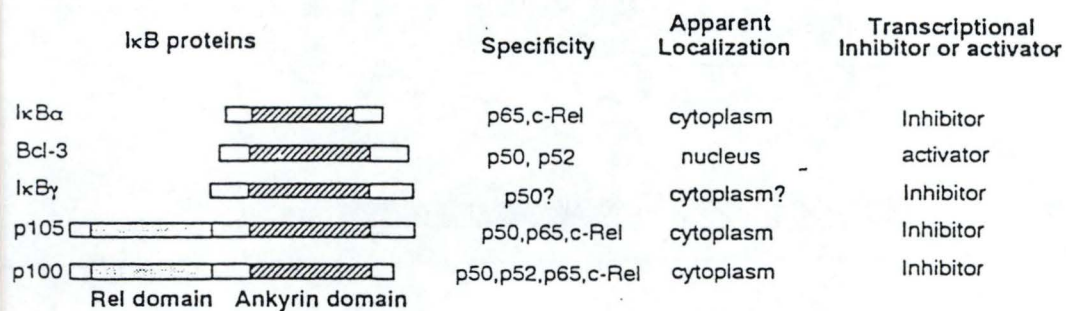 IκB proteins Specificity Apparent Localization Transcriptional Inhibitor or activator
IκBα p65,c-Rel cytoplasm Inhibitor
Bcl-3 p50, p52 nucleus activator
IκBγ p50? cytoplasm? Inhibitor
p105 p50,p65,c-Rel cytoplasm Inhibitor
p100 p50,p52,p65,c-Rel cytoplasm Inhibitor
Rel domain Ankyrin domain